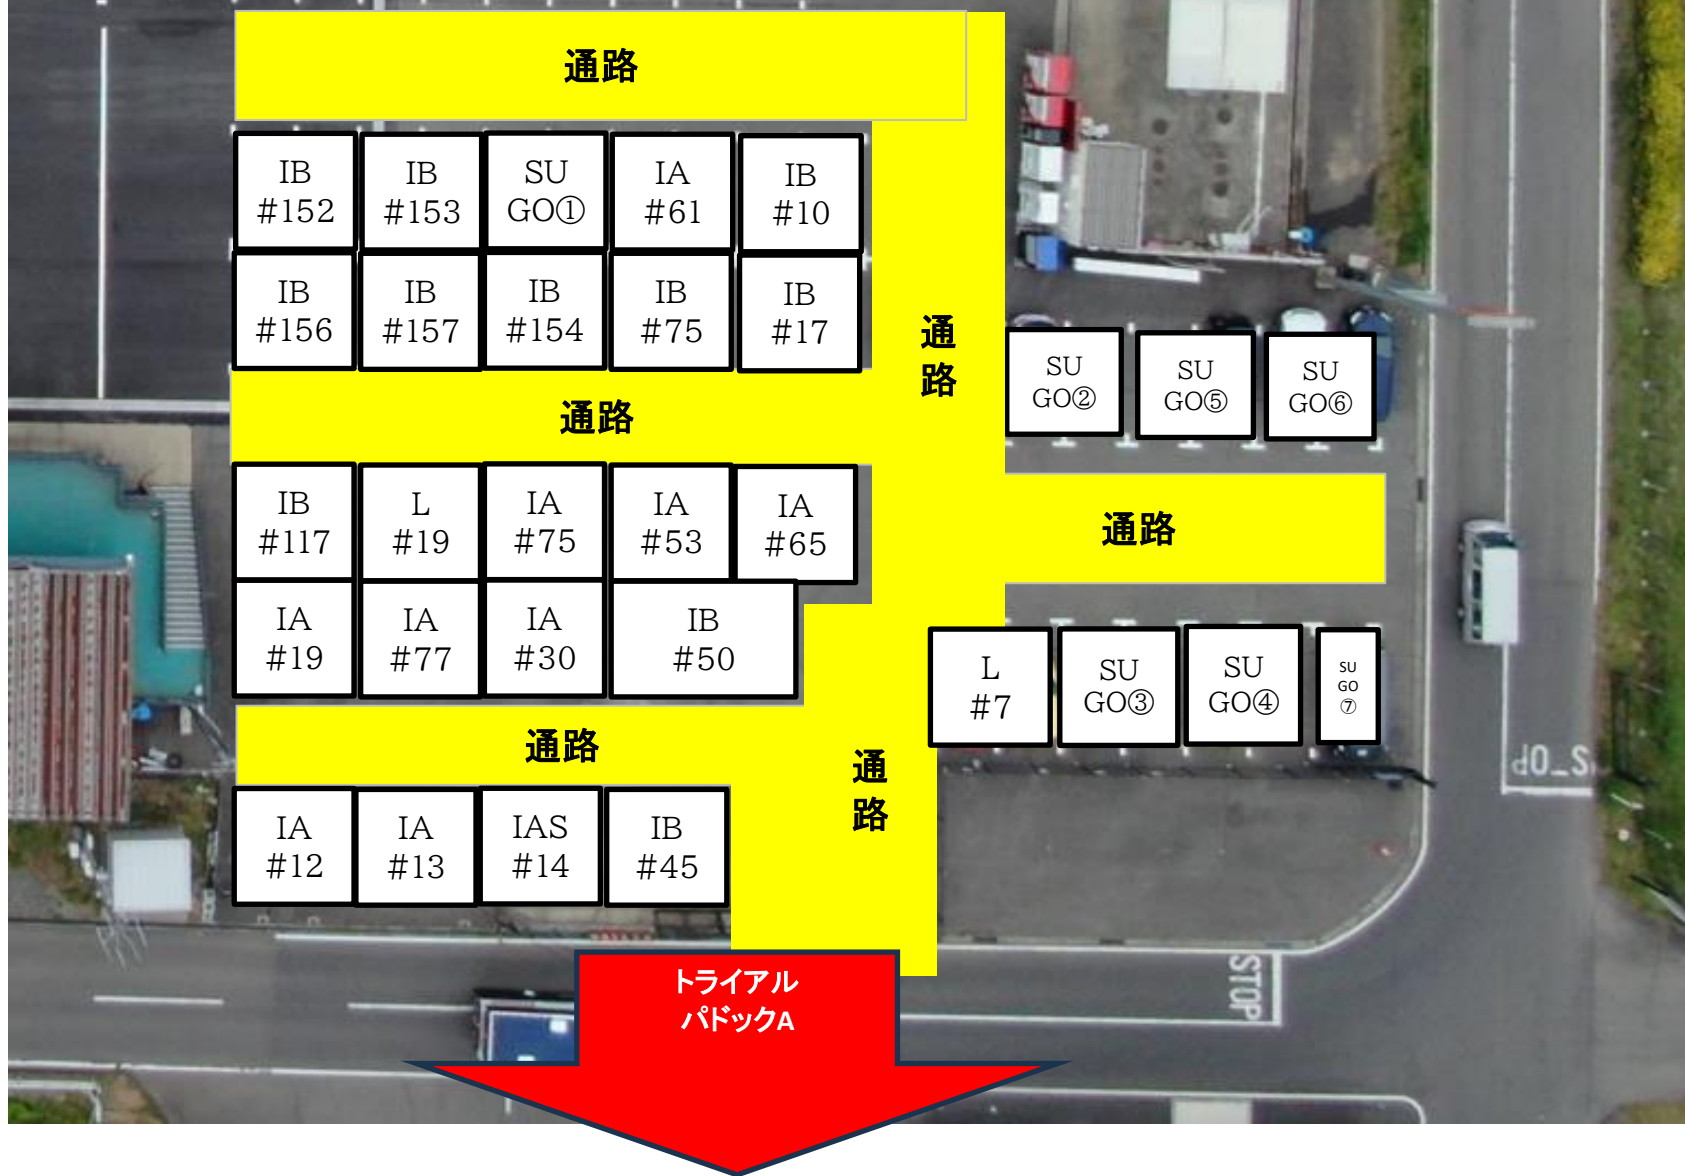 通路
IB
#152
IB
#153
SU
GO①
IA
#61
IB
#10
IB
#156
IB
#157
IB
#154
IB
#75
IB
#17
通
路
SU
GO②
SU
GO⑤
SU
GO⑥
通路
IB
#117
L
#19
IA
#75
IA
#53
IA
#65
通路
IA
#19
IA
#77
IA
#30
IB
#50
L
#7
SU
GO③
SU
GO④
SU
GO
⑦
通路
通
路
STOP
IA
#12
IA
#13
IAS
#14
IB
#45
STOP
トライアル
パドックA